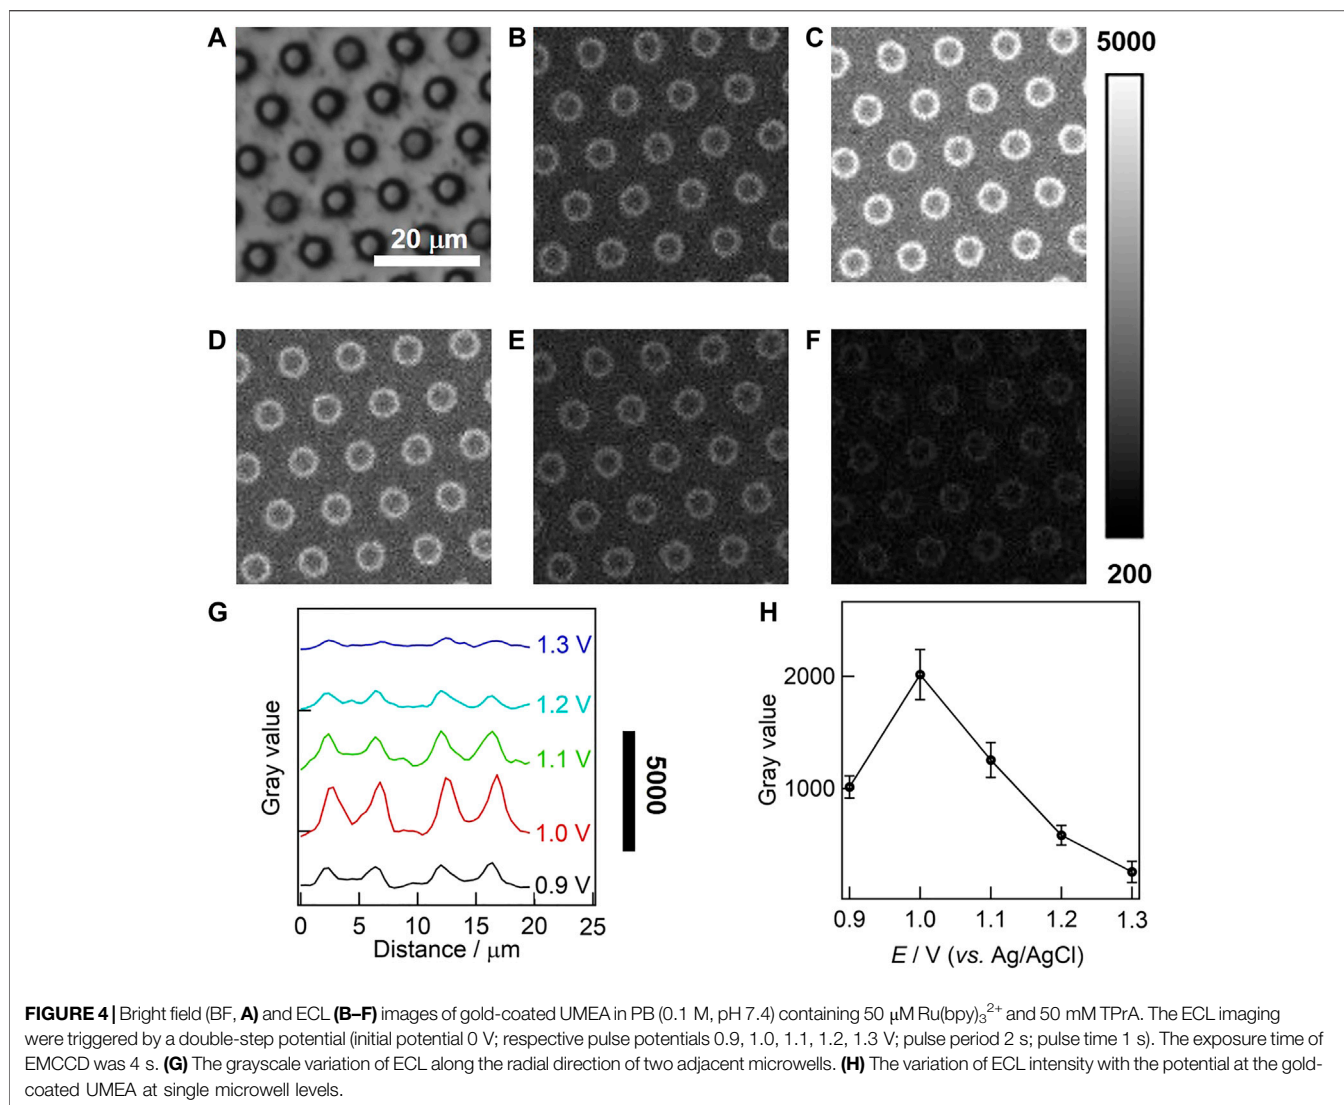 A
B
C
5000
20 μm
D
E
F
200
G
H
1.3 V
1.2 V
1.1 V
1.0 V
0.9 V
Gray value
5000
0 5 10 15 20 25
Distance / μm
2000
1000
Gray value
0.9 1.0 1.1 1.2 1.3
E / V (vs. Ag/AgCl)
FIGURE 4 | Bright field (BF, A) and ECL (B–F) images of gold-coated UMEA in PB (0.1 M, pH 7.4) containing 50 μM Ru(bpy)₃²⁺ and 50 mM TPrA. The ECL imaging
were triggered by a double-step potential (initial potential 0 V; respective pulse potentials 0.9, 1.0, 1.1, 1.2, 1.3 V; pulse period 2 s; pulse time 1 s). The exposure time of
EMCCD was 4 s. (G) The grayscale variation of ECL along the radial direction of two adjacent microwells. (H) The variation of ECL intensity with the potential at the gold-
coated UMEA at single microwell levels.